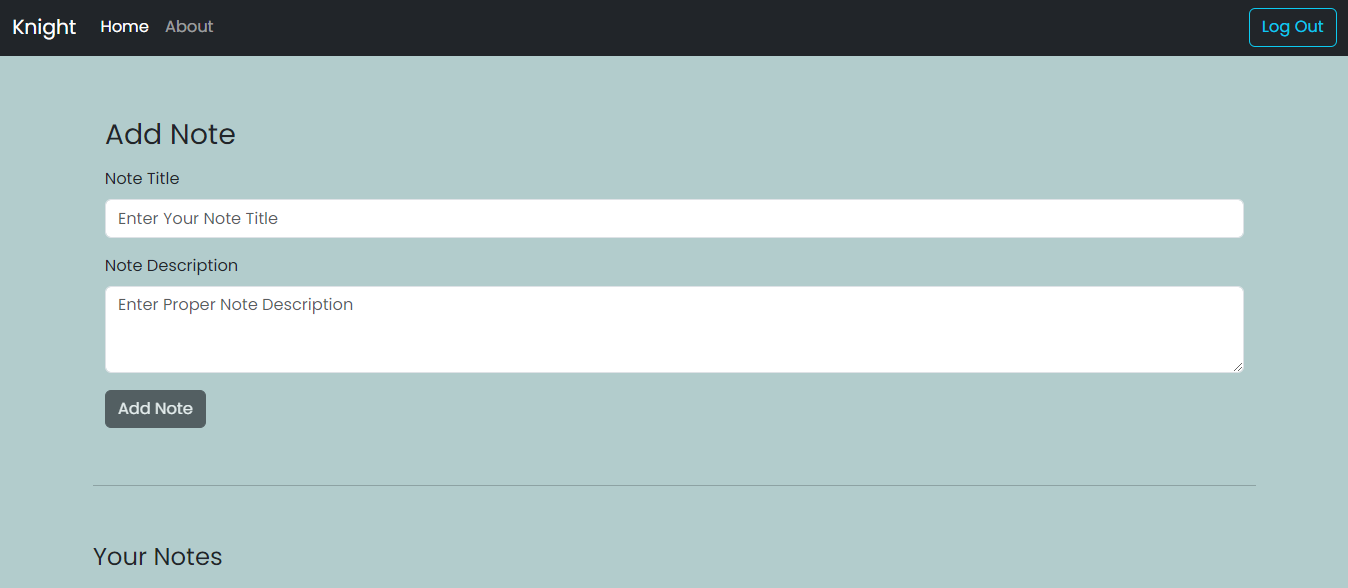 Knight Home About Log Out
Add Note
Note Title
Enter Your Note Title
Note Description
Enter Proper Note Description
Add Note
Your Notes